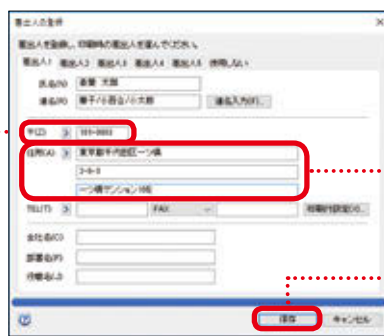 差出人の登録
差出人を登録し、印刷時の差出人を選んでください。
差出人1 差出人2 差出人3 差出人4 差出人5 使用しない
氏名(N) 太郎
連名(R) 連名入力(F)...
〒(Z) 101-0003
住所(A) 東京都千代田区一ツ橋
一ツ橋マンション
TEL(T) FAX
会社名(C)
部署名(P)
役職名(J)
保存 キャンセル